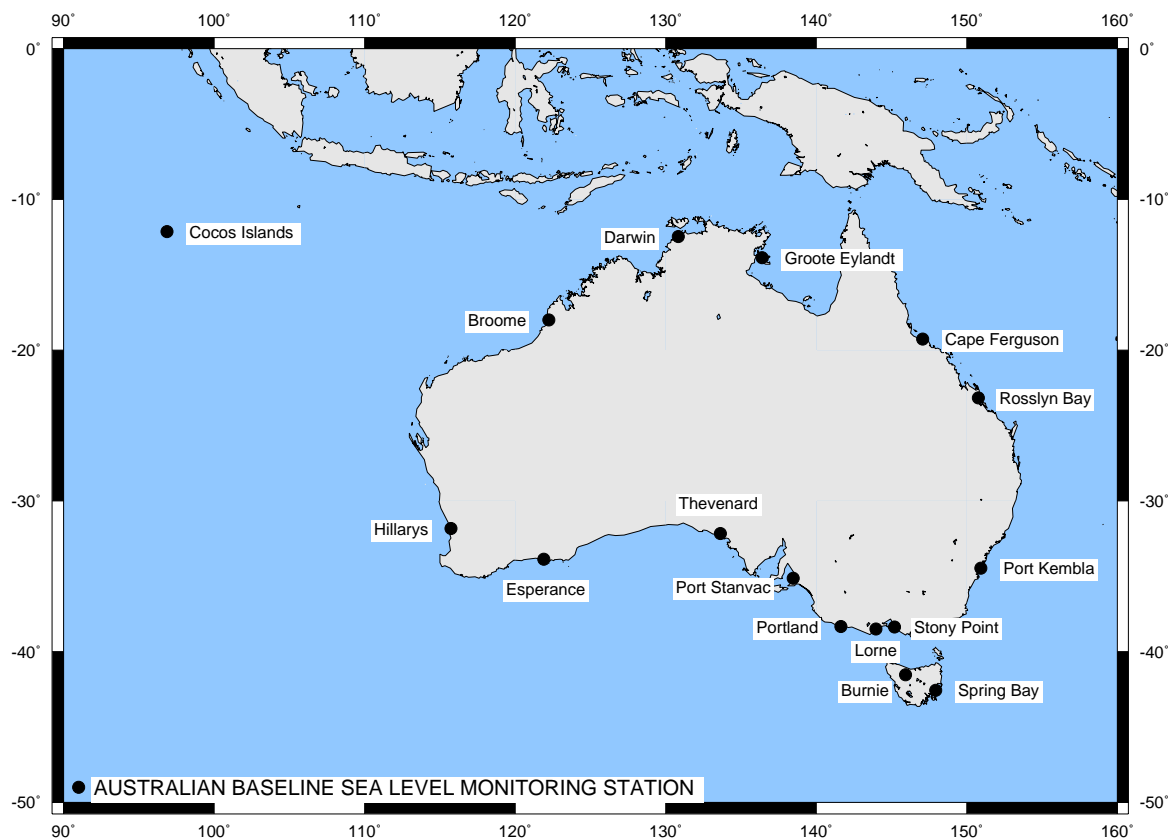 90˚ 100˚ 110˚ 120˚ 130˚ 140˚ 150˚ 160˚
0˚ 0˚
-10˚ -10˚
Cocos Islands
Darwin
Groote Eylandt
Broome
Cape Ferguson
-20˚ -20˚
Rosslyn Bay
-30˚ -30˚
Thevenard
Hillarys
Port Kembla
Esperance
Port Stanvac
Portland
Stony Point
Lorne
-40˚ -40˚
Burnie
Spring Bay
AUSTRALIAN BASELINE SEA LEVEL MONITORING STATION
-50˚ -50˚
90˚ 100˚ 110˚ 120˚ 130˚ 140˚ 150˚ 160˚